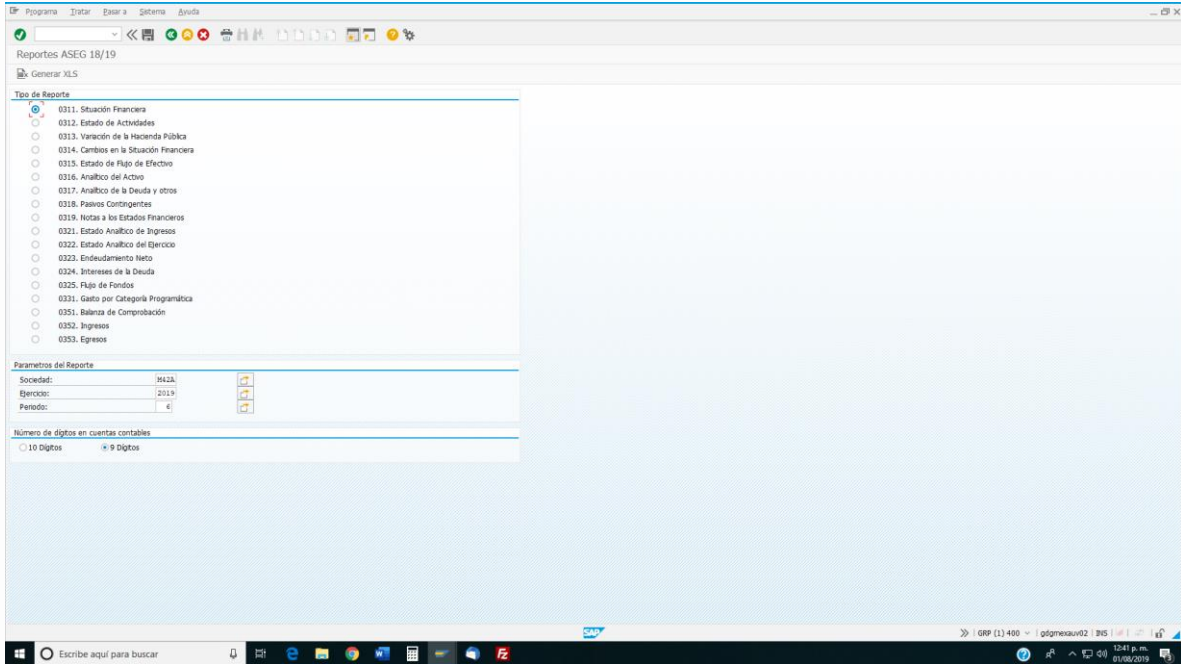 Programa Tratar Pasar a Sistema Ayuda
Reportes ASEG 18/19
Generar XLS
Tipo de Reporte
0311. Situación Financiera
0312. Estado de Actividades
0313. Variación de la Hacienda Pública
0314. Cambios en la Situación Financiera
0315. Estado de Flujo de Efectivo
0316. Analítico del Activo
0317. Analítico de la Deuda y otros
0318. Pasivos Contingentes
0319. Notas a los Estados Financieros
0321. Estado Analítico de Ingresos
0322. Estado Analítico del Ejercicio
0323. Endeudamiento Neto
0324. Intereses de la Deuda
0325. Flujo de Fondos
0331. Gasto por Categoría Programática
0351. Balanza de Comprobación
0352. Ingresos
0353. Egresos
Parametros del Reporte
Sociedad: M42A
Ejercicio: 2019
Periodo: 6
Número de dígitos en cuentas contables
10 Dígitos 9 Dígitos
SAP GRP (1) 400 gdgmexauv02 INS
Escribe aquí para buscar 12:41 p. m.
01/08/2019